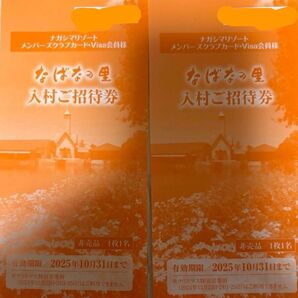 ナガシマリゾート
メンバーズクラブカード・Visa会員様
なばなの里
入村ご招待券
非売品 1枚1名
有効期限/2025年10月31日まで
ナガシマリゾート
メンバーズクラブカード・Visa会員様
なばなの里
入村ご招待券
非売品 1枚1名
有効期限/2025年10月31日まで